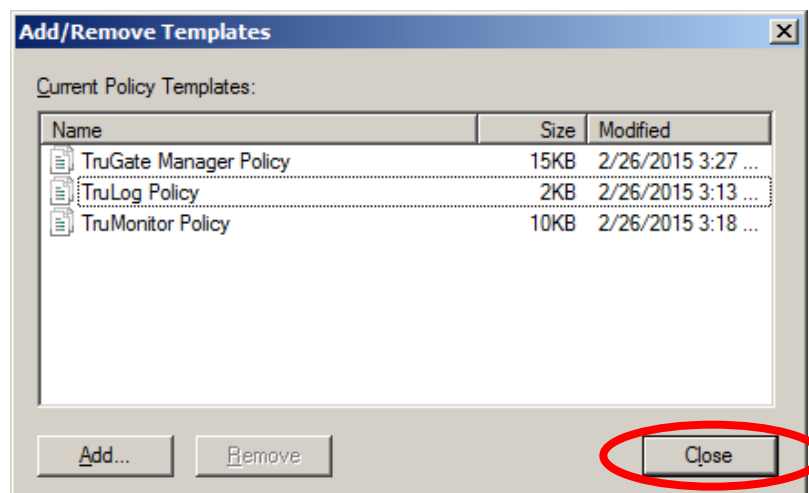 Add/Remove Templates
Current Policy Templates:
Name Size Modified
TruGate Manager Policy 15KB 2/26/2015 3:27 ...
TruLog Policy 2KB 2/26/2015 3:13 ...
TruMonitor Policy 10KB 2/26/2015 3:18 ...
Add... Remove Close